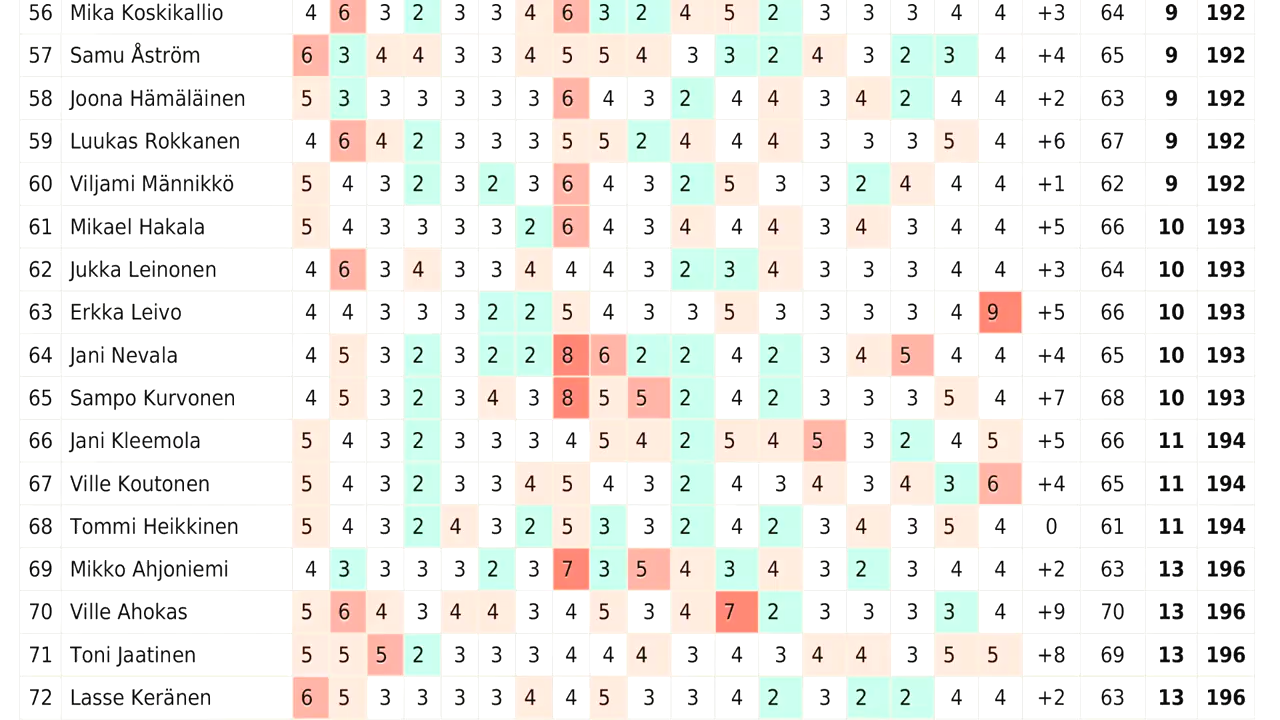 56 Mika Koskikallio 4 6 3 2 3 3 4 6 3 2 4 5 2 3 3 3 4 4 +3 64 9 192
57 Samu Åström 6 3 4 4 3 3 4 5 5 4 3 3 2 4 3 2 3 4 +4 65 9 192
58 Joona Hämäläinen 5 3 3 3 3 3 3 6 4 3 2 4 4 3 4 2 4 4 +2 63 9 192
59 Luukas Rokkanen 4 6 4 2 3 3 3 5 5 2 4 4 4 3 3 3 5 4 +6 67 9 192
60 Viljami Männikkö 5 4 3 2 3 2 3 6 4 3 2 5 3 3 2 4 4 4 +1 62 9 192
61 Mikael Hakala 5 4 3 3 3 3 2 6 4 3 4 4 4 3 4 3 4 4 +5 66 10 193
62 Jukka Leinonen 4 6 3 4 3 3 4 4 4 3 2 3 4 3 3 3 4 4 +3 64 10 193
63 Erkka Leivo 4 4 3 3 3 2 2 5 4 3 3 5 3 3 3 3 4 9 +5 66 10 193
64 Jani Nevala 4 5 3 2 3 2 2 8 6 2 2 4 2 3 4 5 4 4 +4 65 10 193
65 Sampo Kurvonen 4 5 3 2 3 4 3 8 5 5 2 4 2 3 3 3 5 4 +7 68 10 193
66 Jani Kleemola 5 4 3 2 3 3 3 4 5 4 2 5 4 5 3 2 4 5 +5 66 11 194
67 Ville Koutonen 5 4 3 2 3 3 4 5 4 3 2 4 3 4 3 4 3 6 +4 65 11 194
68 Tommi Heikkinen 5 4 3 2 4 3 2 5 3 3 2 4 2 3 4 3 5 4 0 61 11 194
69 Mikko Ahjoniemi 4 3 3 3 3 2 3 7 3 5 4 3 4 3 2 3 4 4 +2 63 13 196
70 Ville Ahokas 5 6 4 3 4 4 3 4 5 3 4 7 2 3 3 3 3 4 +9 70 13 196
71 Toni Jaatinen 5 5 5 2 3 3 3 4 4 4 3 4 3 4 4 3 5 5 +8 69 13 196
72 Lasse Keränen 6 5 3 3 3 3 4 4 5 3 3 4 2 3 2 2 4 4 +2 63 13 196